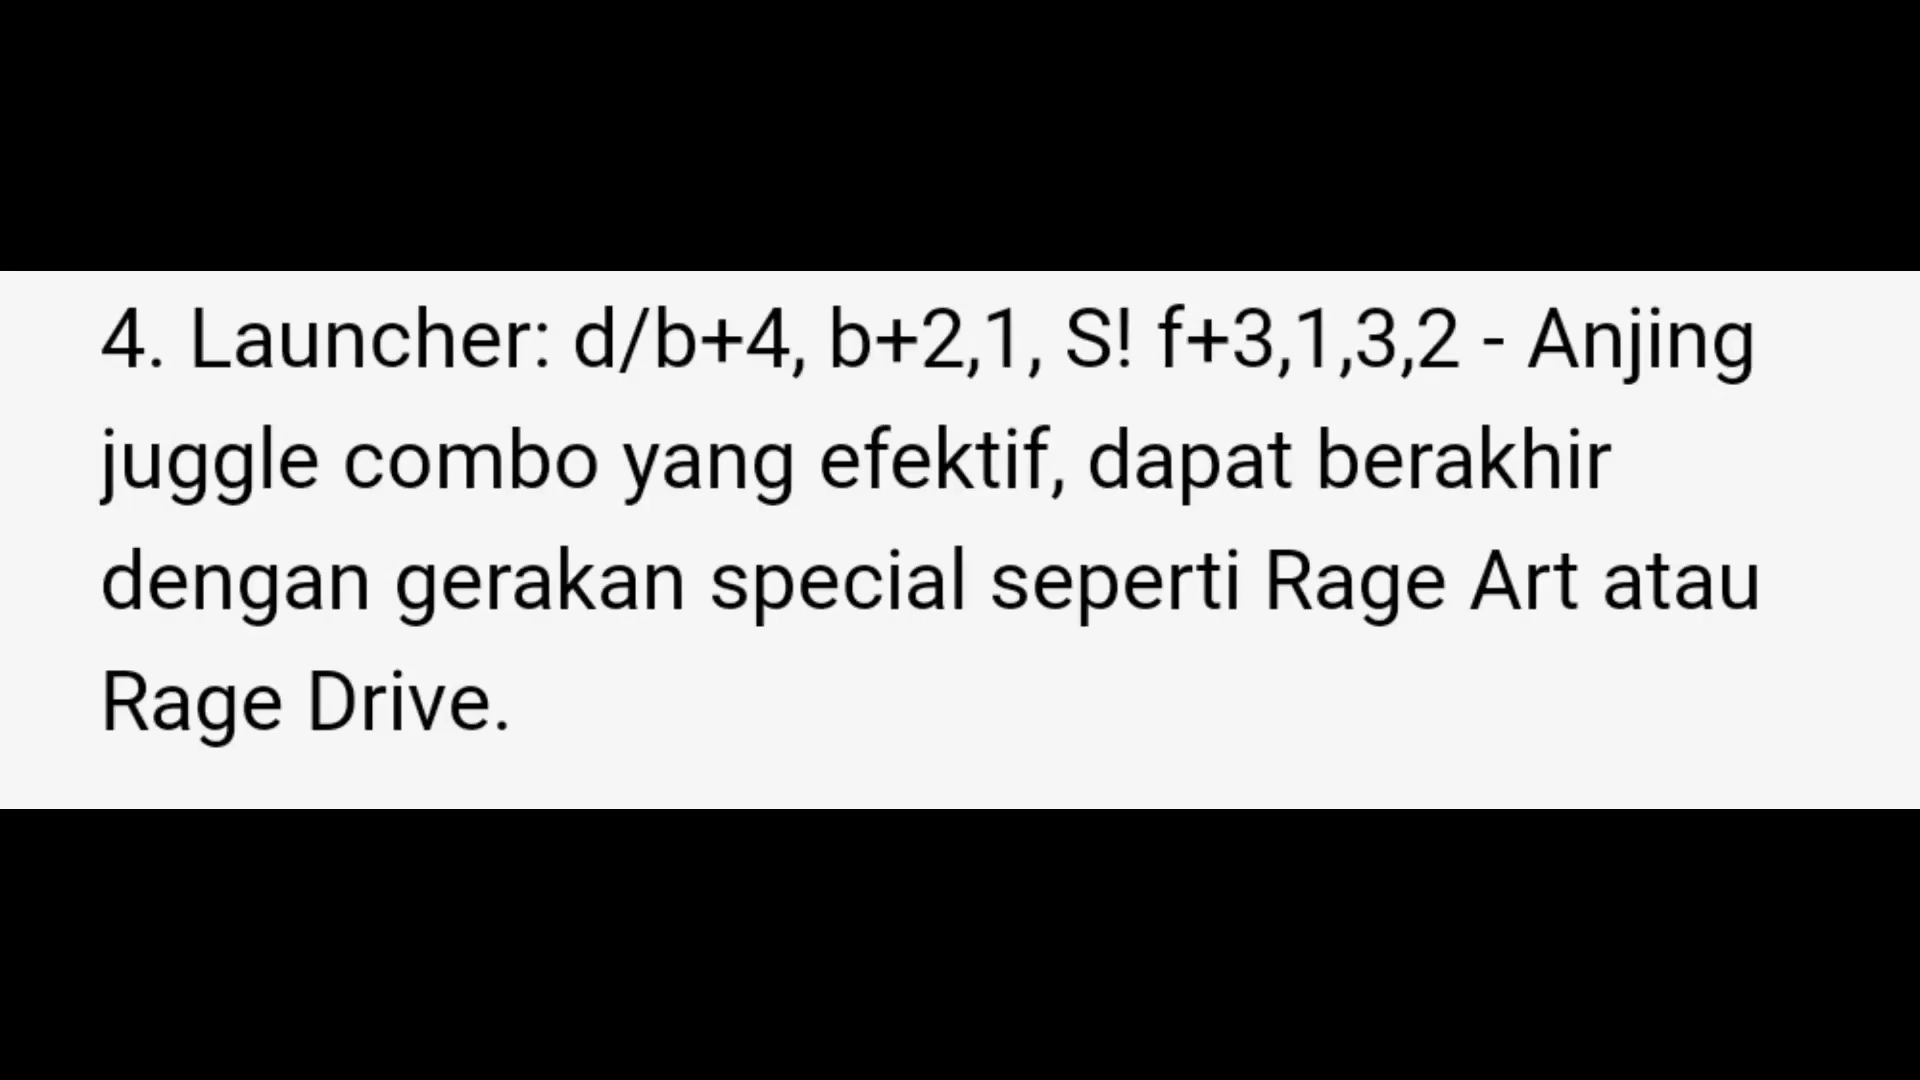 4. Launcher: d/b+4, b+2,1, S! f+3,1,3,2 - Anjing
juggle combo yang efektif, dapat berakhir
dengan gerakan special seperti Rage Art atau
Rage Drive.